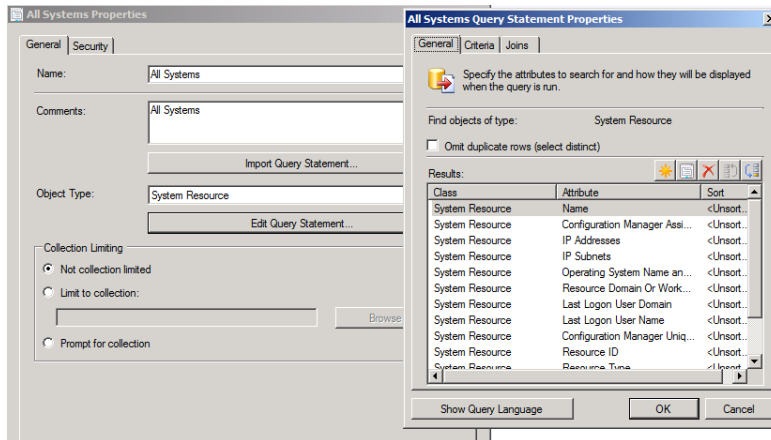 All Systems Properties
General
Security
Name:
All Systems
Comments:
All Systems
Import Query Statement...
Object Type:
System Resource
Edit Query Statement...
Collection Limiting
Not collection limited
Limit to collection:
Browse
Prompt for collection
All Systems Query Statement Properties
General
Criteria
Joins
Specify the attributes to search for and how they will be displayed
when the query is run.
Find objects of type:
System Resource
Omit duplicate rows (select distinct)
Results:
Class Attribute Sort
System Resource Name <Unsort..
System Resource Configuration Manager Assi... <Unsort..
System Resource IP Addresses <Unsort..
System Resource IP Subnets <Unsort..
System Resource Operating System Name an... <Unsort..
System Resource Resource Domain Or Work... <Unsort..
System Resource Last Logon User Domain <Unsort..
System Resource Last Logon User Name <Unsort..
System Resource Configuration Manager Uniq... <Unsort..
System Resource Resource ID <Unsort..
System Resource Resource Type <Unsort..
Show Query Language
OK
Cancel